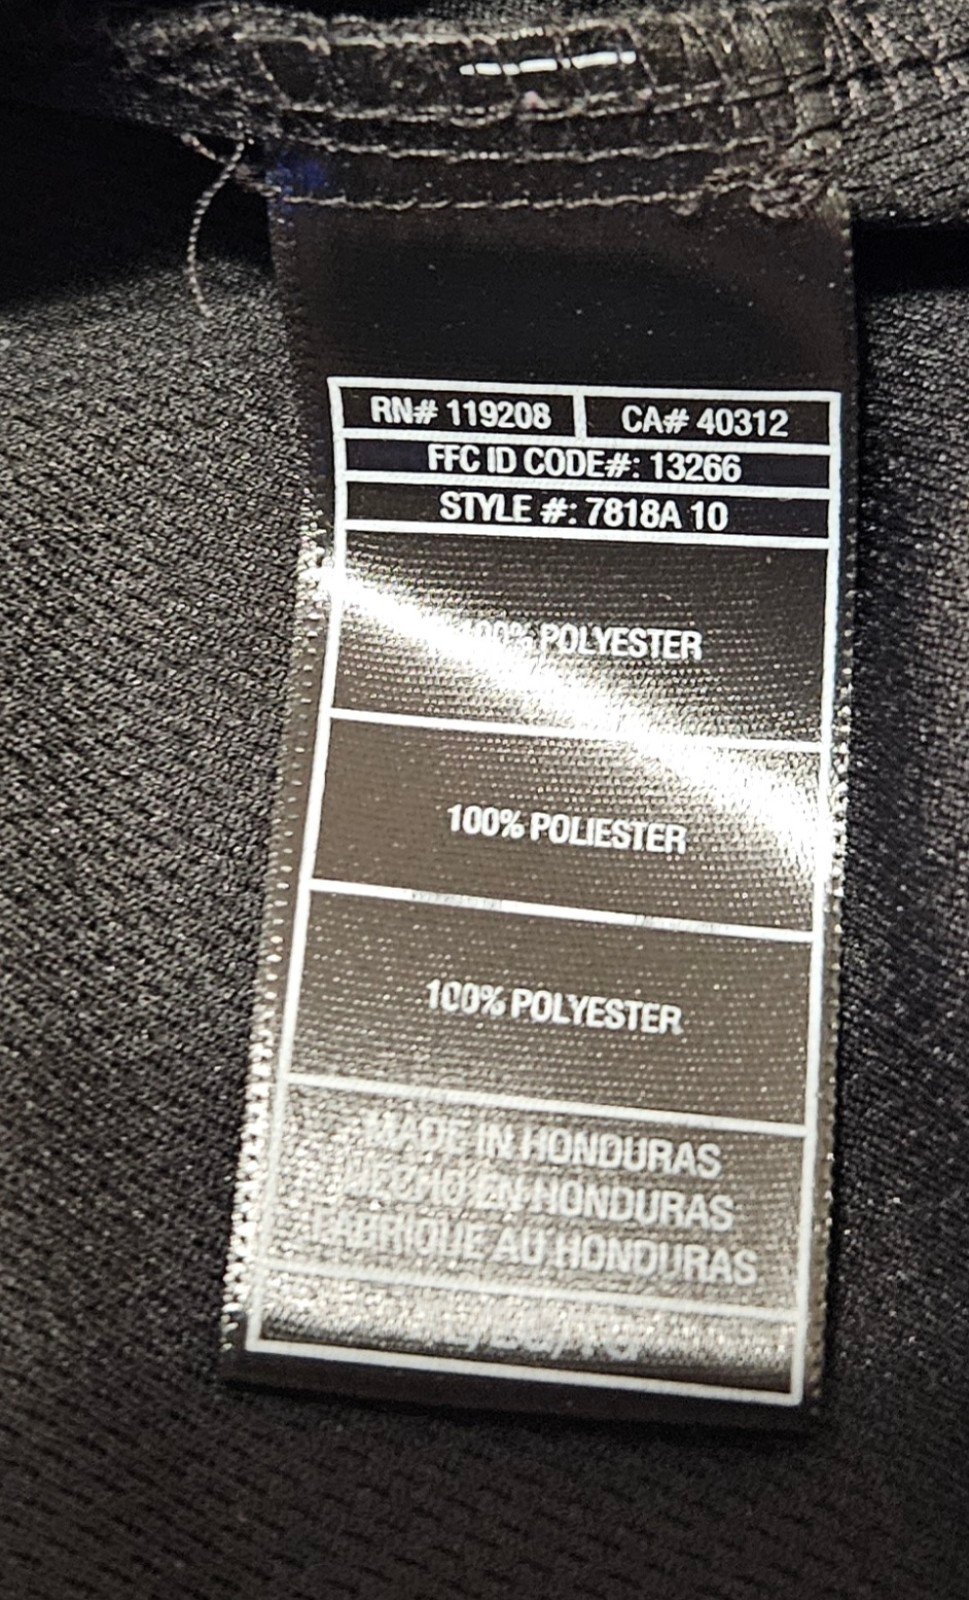 RN# 119208 CA# 40312
FFC ID CODE#: 13266
STYLE #: 7818A 10
100% POLYESTER
100% POLIESTER
100% POLYESTER
MADE IN HONDURAS
HECHO EN HONDURAS
FABRIQUE AU HONDURAS